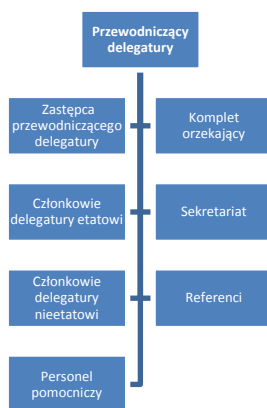 Przewodniczący
delegatury
Zastępca
przewodniczącego
delegatury
Komplet
orzekający
Członkowie
delegatury etatowi
Sekretariat
Członkowie
delegatury
nieetatowi
Referenci
Personel
pomocniczy